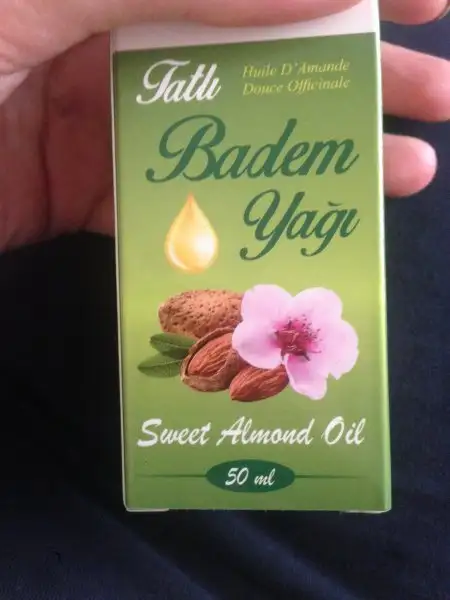 Tatlı
Huile D'Amande
Douce Officinale
Badem
Yağı
Sweet Almond Oil
50 ml